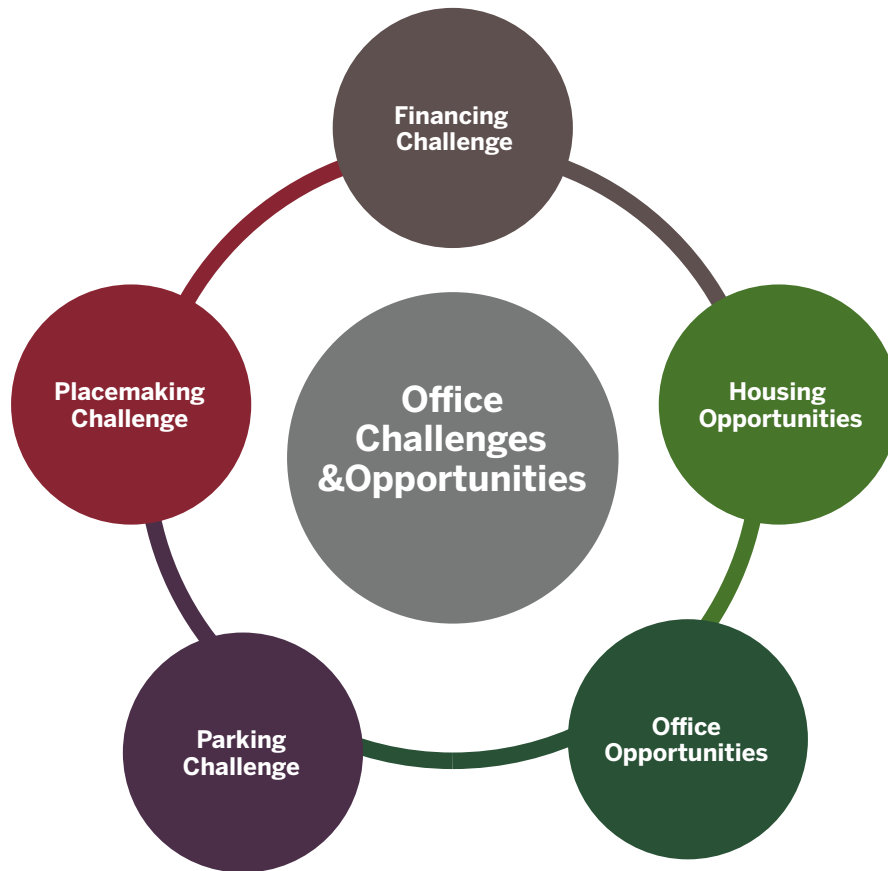 Financing
Challenge
Placemaking
Challenge
Office
Challenges
&Opportunities
Housing
Opportunities
Parking
Challenge
Office
Opportunities